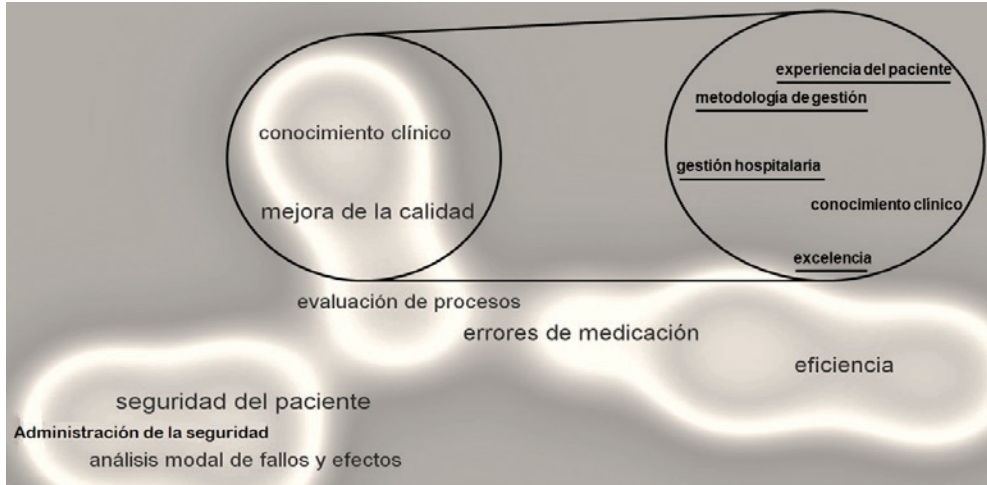 experiencia del paciente
metodología de gestión
conocimiento clínico
gestión hospitalaria
conocimiento clínico
mejora de la calidad
excelencia
evaluación de procesos
errores de medicación
eficiencia
seguridad del paciente
Administración de la seguridad
análisis modal de fallos y efectos